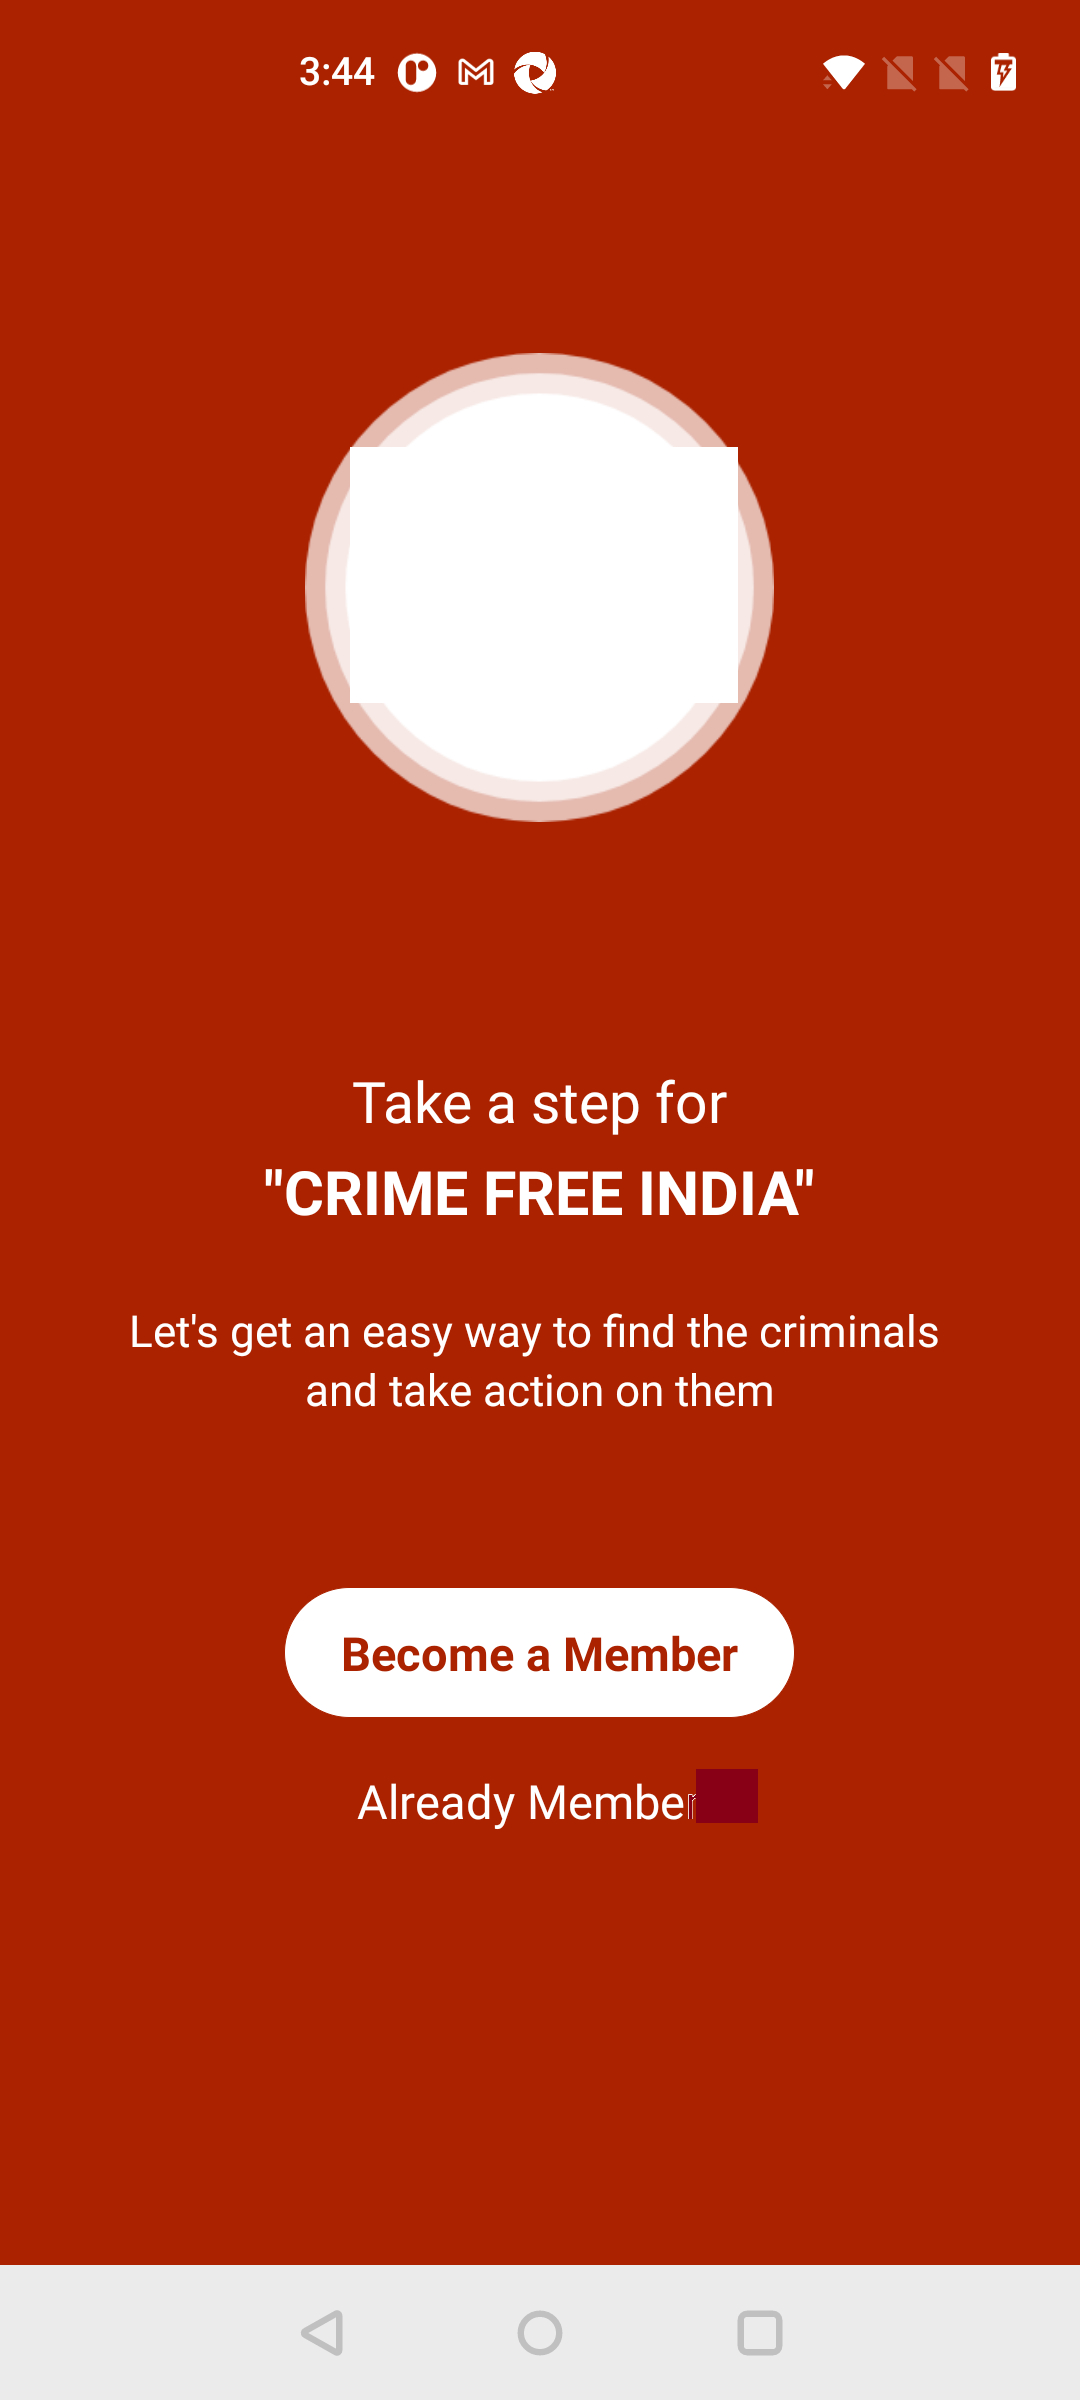 3:44
Take a step for
"CRIME FREE INDIA"
Let's get an easy way to find the criminals
and take action on them
Become a Member
Already Member